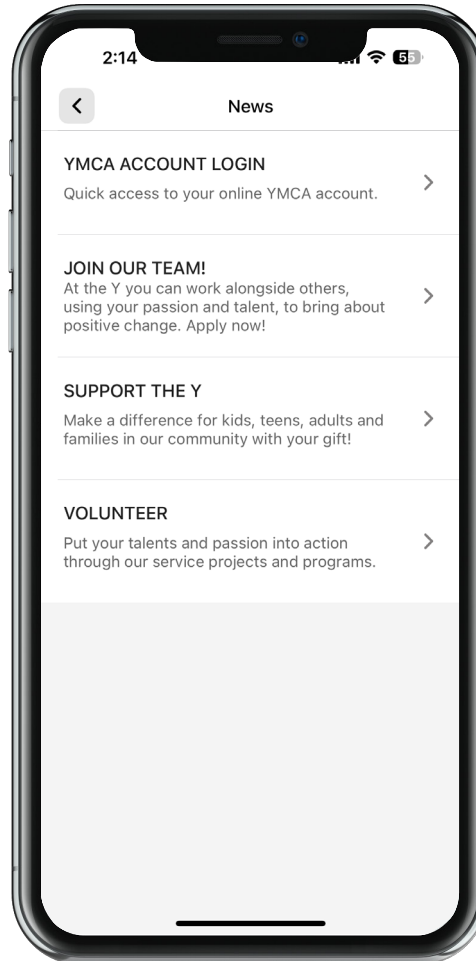 2:14
55
News
YMCA ACCOUNT LOGIN
Quick access to your online YMCA account.
JOIN OUR TEAM!
At the Y you can work alongside others,
using your passion and talent, to bring about
positive change. Apply now!
SUPPORT THE Y
Make a difference for kids, teens, adults and
families in our community with your gift!
VOLUNTEER
Put your talents and passion into action
through our service projects and programs.